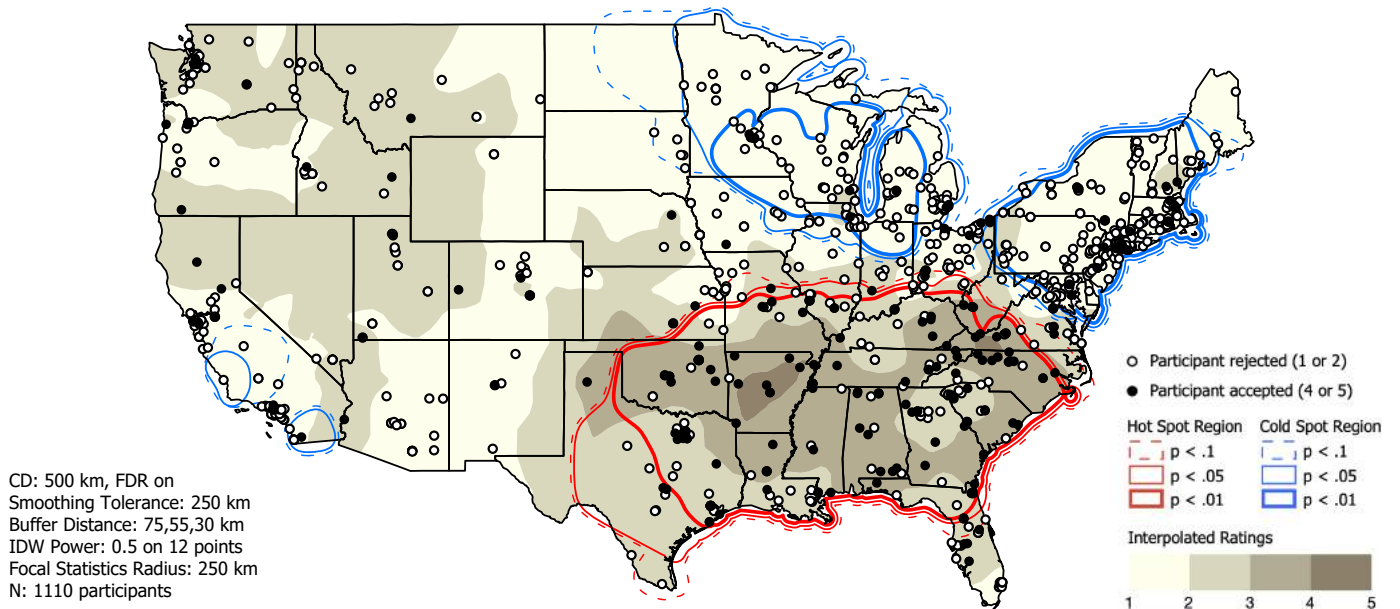 CD: 500 km, FDR on
Smoothing Tolerance: 250 km
Buffer Distance: 75,55,30 km
IDW Power: 0.5 on 12 points
Focal Statistics Radius: 250 km
N: 1110 participants
Participant rejected (1 or 2)
Participant accepted (4 or 5)
Hot Spot Region Cold Spot Region
p < .1 p < .1
p < .05 p < .05
p < .01 p < .01
Interpolated Ratings
1 2 3 4 5